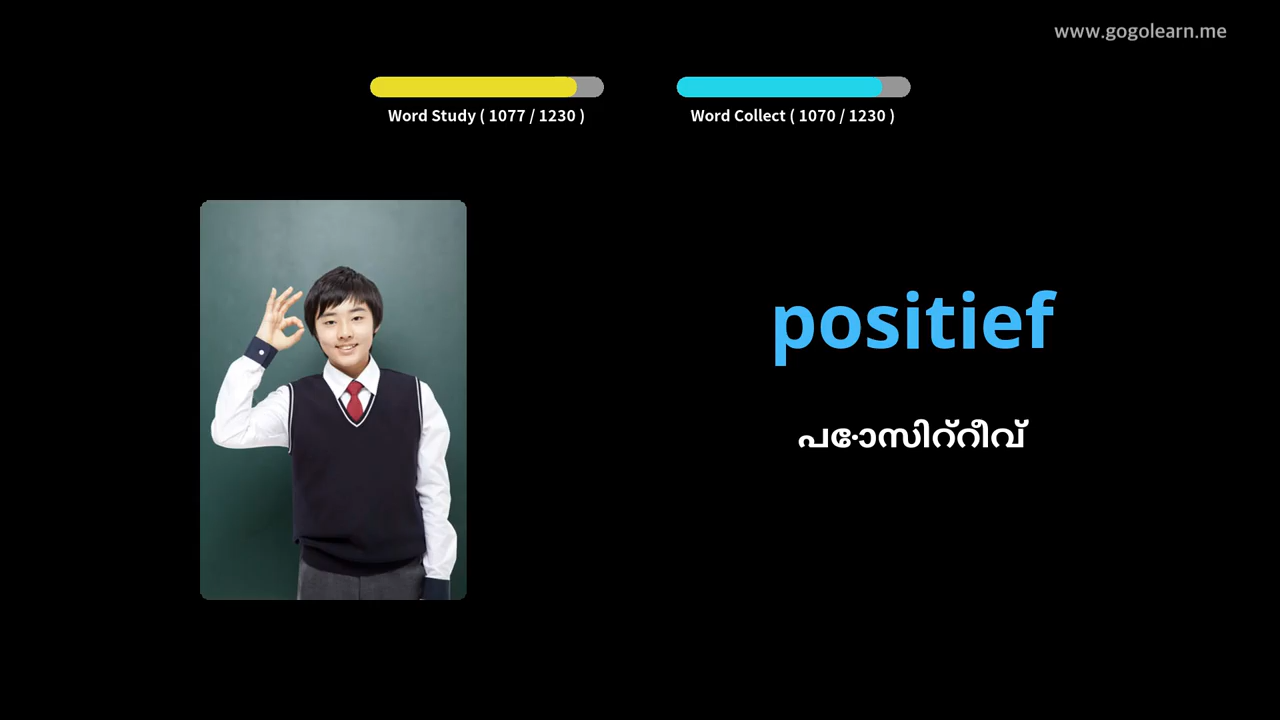 www.gogolearn.me
Word Study ( 1077 / 1230 )
Word Collect ( 1070 / 1230 )
positief
പോസിറ്റീവ്